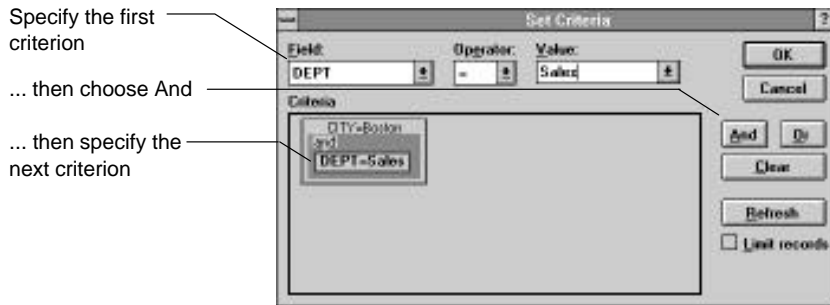 Specify the first
criterion
... then choose And
... then specify the
next criterion
Set Criteria
?
Field:
Operator:
Value:
DEPT
=
Sales
OK
Cancel
Criteria
CITY=Boston
and
DEPT=Sales
And
Or
Clear
Refresh
Limit records